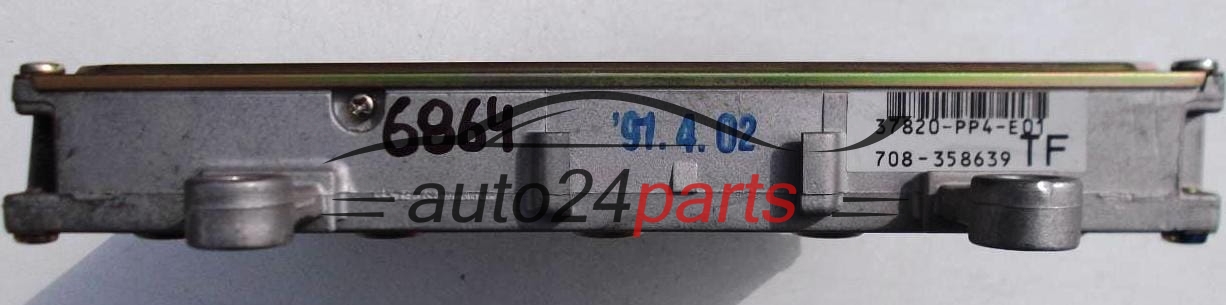 6864
'91.4.02
37820-PP4-E01
708-358639 TF
auto24parts